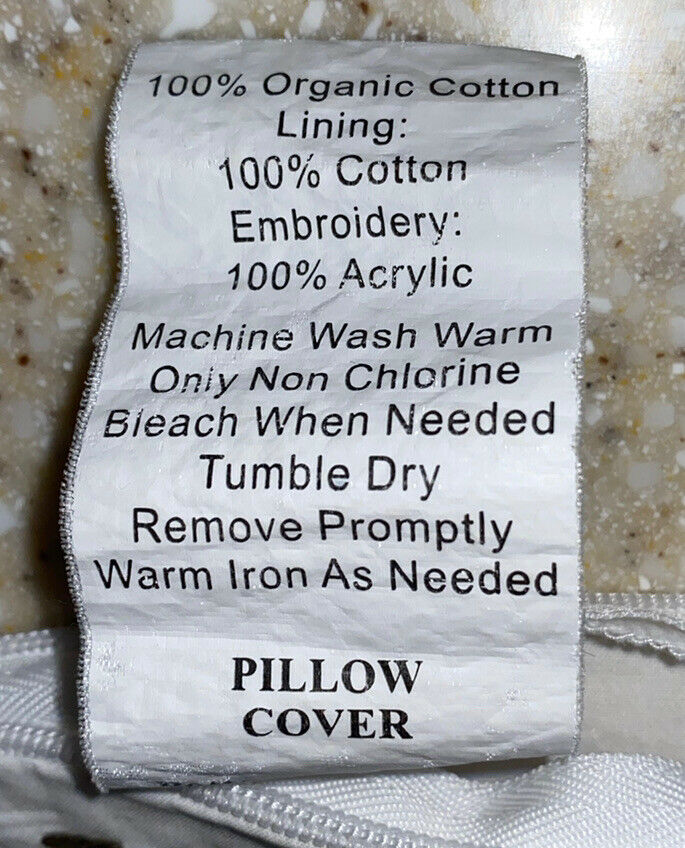 100% Organic Cotton
Lining:
100% Cotton
Embroidery:
100% Acrylic
Machine Wash Warm
Only Non Chlorine
Bleach When Needed
Tumble Dry
Remove Promptly
Warm Iron As Needed
PILLOW
COVER